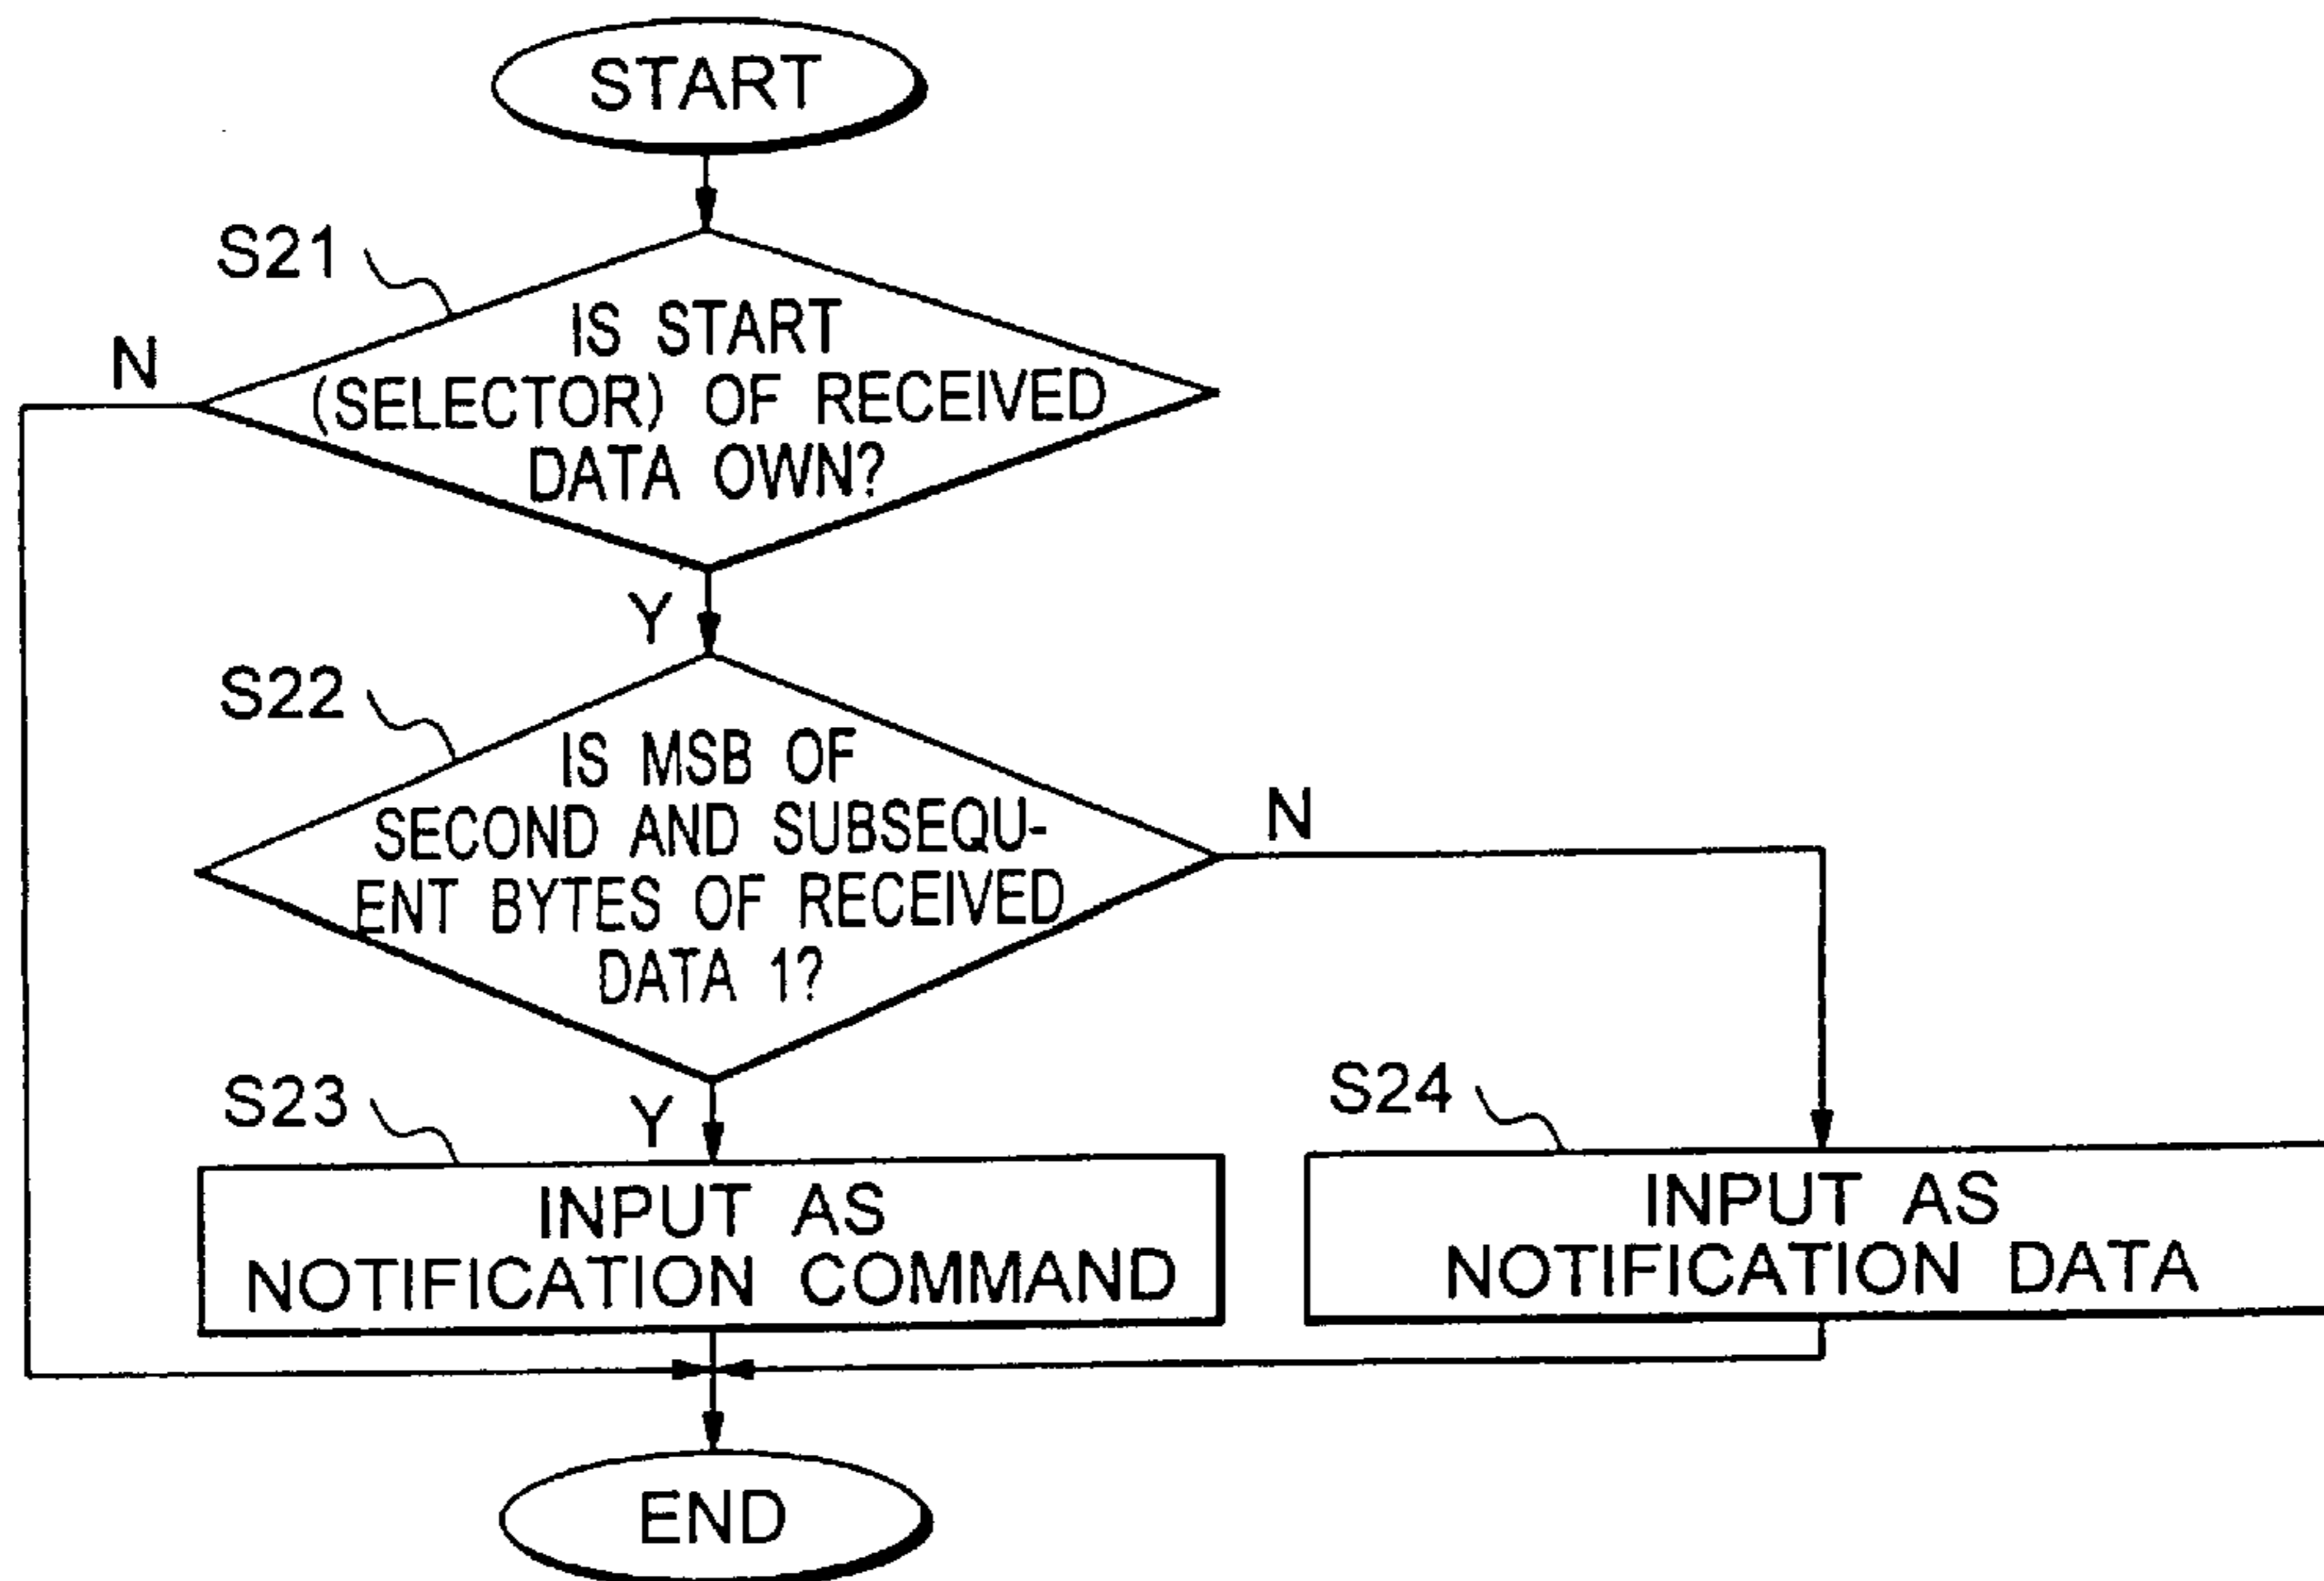 START
S21
N
IS START
(SELECTOR) OF RECEIVED
DATA OWN?
Y
S22
IS MSB OF
SECOND AND SUBSEQU-
ENT BYTES OF RECEIVED
DATA 1?
N
S23
Y
S24
INPUT AS
NOTIFICATION COMMAND
INPUT AS
NOTIFICATION DATA
END